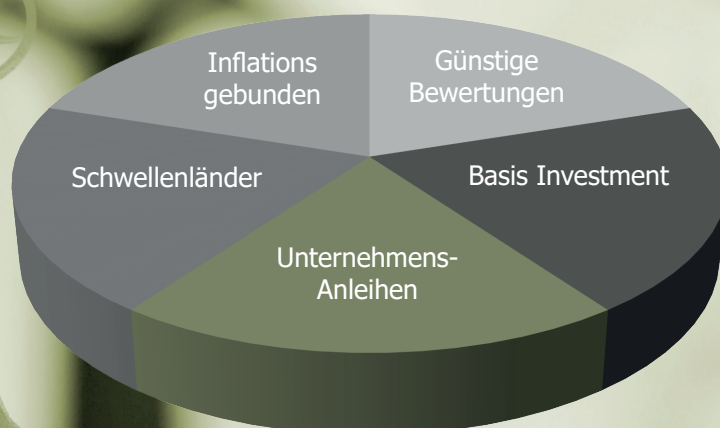 Inflations
gebunden
Günstige
Bewertungen
Schwellenländer
Basis Investment
Unternehmens-
Anleihen